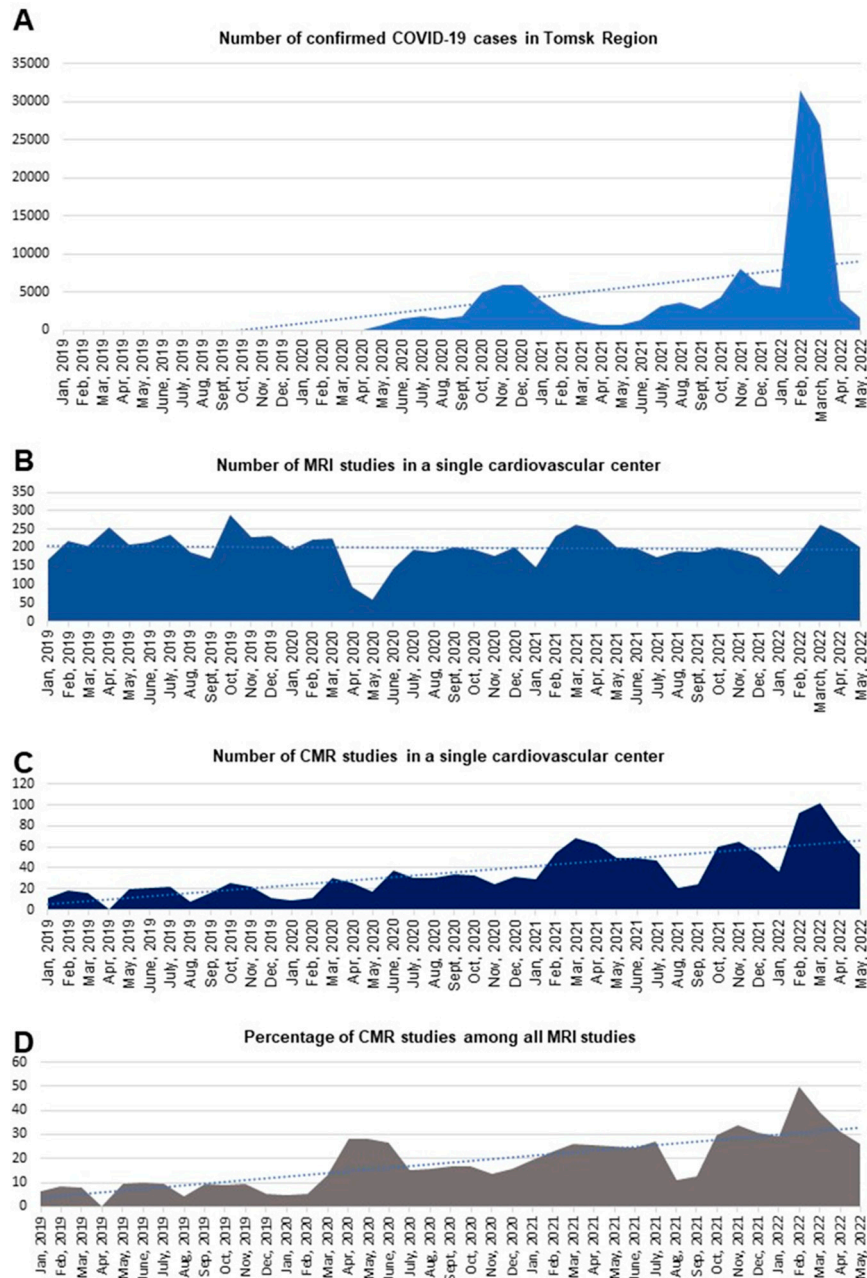 A
Number of confirmed COVID-19 cases in Tomsk Region
35000
30000
25000
20000
15000
10000
5000
0
Jan, 2019
Feb, 2019
Mar, 2019
Apr, 2019
May, 2019
June, 2019
July, 2019
Aug, 2019
Sept, 2019
Oct, 2019
Nov, 2019
Dec, 2019
Jan, 2020
Feb, 2020
Mar, 2020
Apr, 2020
May, 2020
June, 2020
July, 2020
Aug, 2020
Sept, 2020
Oct, 2020
Nov, 2020
Dec, 2020
Jan, 2021
Feb, 2021
Mar, 2021
Apr, 2021
May, 2021
June, 2021
July, 2021
Aug, 2021
Sept, 2021
Oct, 2021
Nov, 2021
Dec, 2021
Jan, 2022
Feb, 2022
March, 2022
Apr, 2022
May, 2022
B
Number of MRI studies in a single cardiovascular center
350
300
250
200
150
100
50
0
Jan, 2019
Feb, 2019
Mar, 2019
Apr, 2019
May, 2019
June, 2019
July, 2019
Aug, 2019
Sept, 2019
Oct, 2019
Nov, 2019
Dec, 2019
Jan, 2020
Feb, 2020
Mar, 2020
Apr, 2020
May, 2020
June, 2020
July, 2020
Aug, 2020
Sept, 2020
Oct, 2020
Nov, 2020
Dec, 2020
Jan, 2021
Feb, 2021
Mar, 2021
Apr, 2021
May, 2021
June, 2021
July, 2021
Aug, 2021
Sept, 2021
Oct, 2021
Nov, 2021
Dec, 2021
Jan, 2022
Feb, 2022
March, 2022
Apr, 2022
May, 2022
C
Number of CMR studies in a single cardiovascular center
120
100
80
60
40
20
0
Jan, 2019
Feb, 2019
Mar, 2019
Apr, 2019
May, 2019
June, 2019
July, 2019
Aug, 2019
Sept, 2019
Oct, 2019
Nov, 2019
Dec, 2019
Jan, 2020
Feb, 2020
Mar, 2020
Apr, 2020
May, 2020
June, 2020
July, 2020
Aug, 2020
Sept, 2020
Oct, 2020
Nov, 2020
Dec, 2020
Jan, 2021
Feb, 2021
Mar, 2021
Apr, 2021
May, 2021
June, 2021
July, 2021
Aug, 2021
Sept, 2021
Oct, 2021
Nov, 2021
Dec, 2021
Jan, 2022
Feb, 2022
Mar, 2022
Apr, 2022
May, 2022
D
Percentage of CMR studies among all MRI studies
60
50
40
30
20
10
0
Jan, 2019
Feb, 2019
Mar, 2019
Apr, 2019
May, 2019
June, 2019
July, 2019
Aug, 2019
Sept, 2019
Oct, 2019
Nov, 2019
Dec, 2019
Jan, 2020
Feb, 2020
Mar, 2020
Apr, 2020
May, 2020
June, 2020
July, 2020
Aug, 2020
Sept, 2020
Oct, 2020
Nov, 2020
Dec, 2020
Jan, 2021
Feb, 2021
Mar, 2021
Apr, 2021
May, 2021
June, 2021
July, 2021
Aug, 2021
Sept, 2021
Oct, 2021
Nov, 2021
Dec, 2021
Jan, 2022
Feb, 2022
Mar, 2022
Apr, 2022
May, 2022